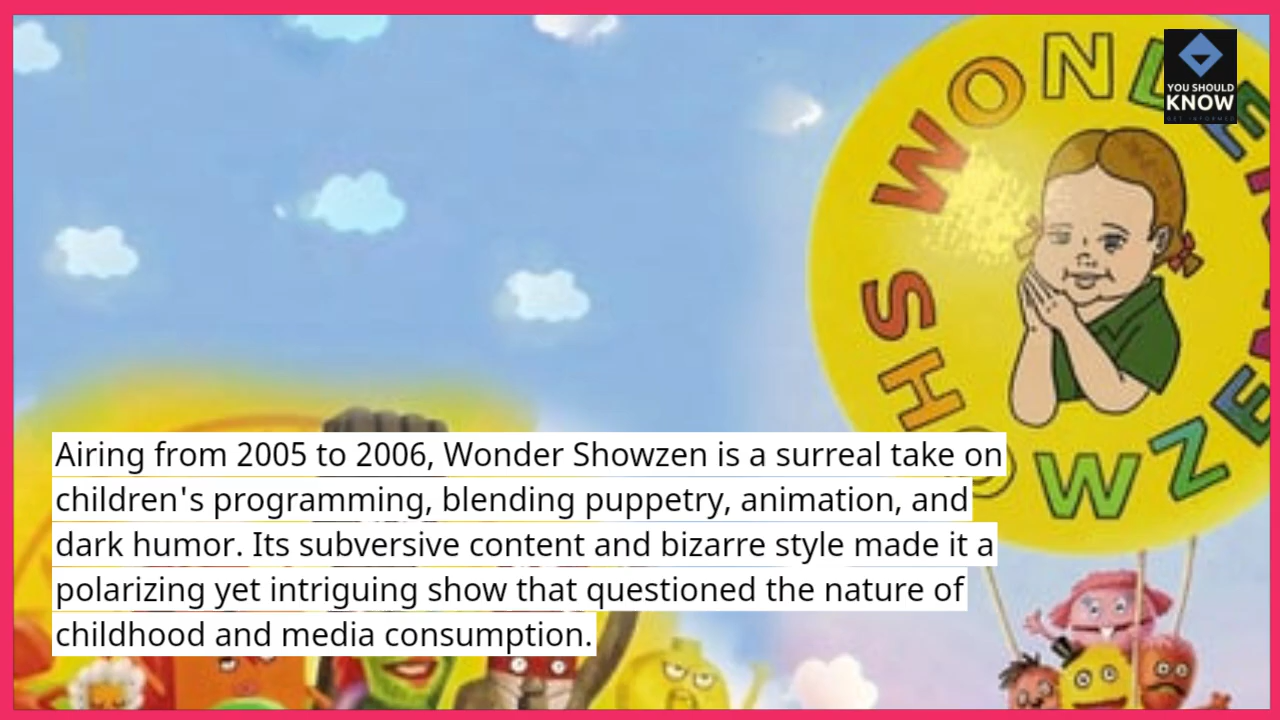 WONDER SHOWZEN
YOU SHOULD
KNOW
GET INFORMED
Airing from 2005 to 2006, Wonder Showzen is a surreal take on
children's programming, blending puppetry, animation, and
dark humor. Its subversive content and bizarre style made it a
polarizing yet intriguing show that questioned the nature of
childhood and media consumption.